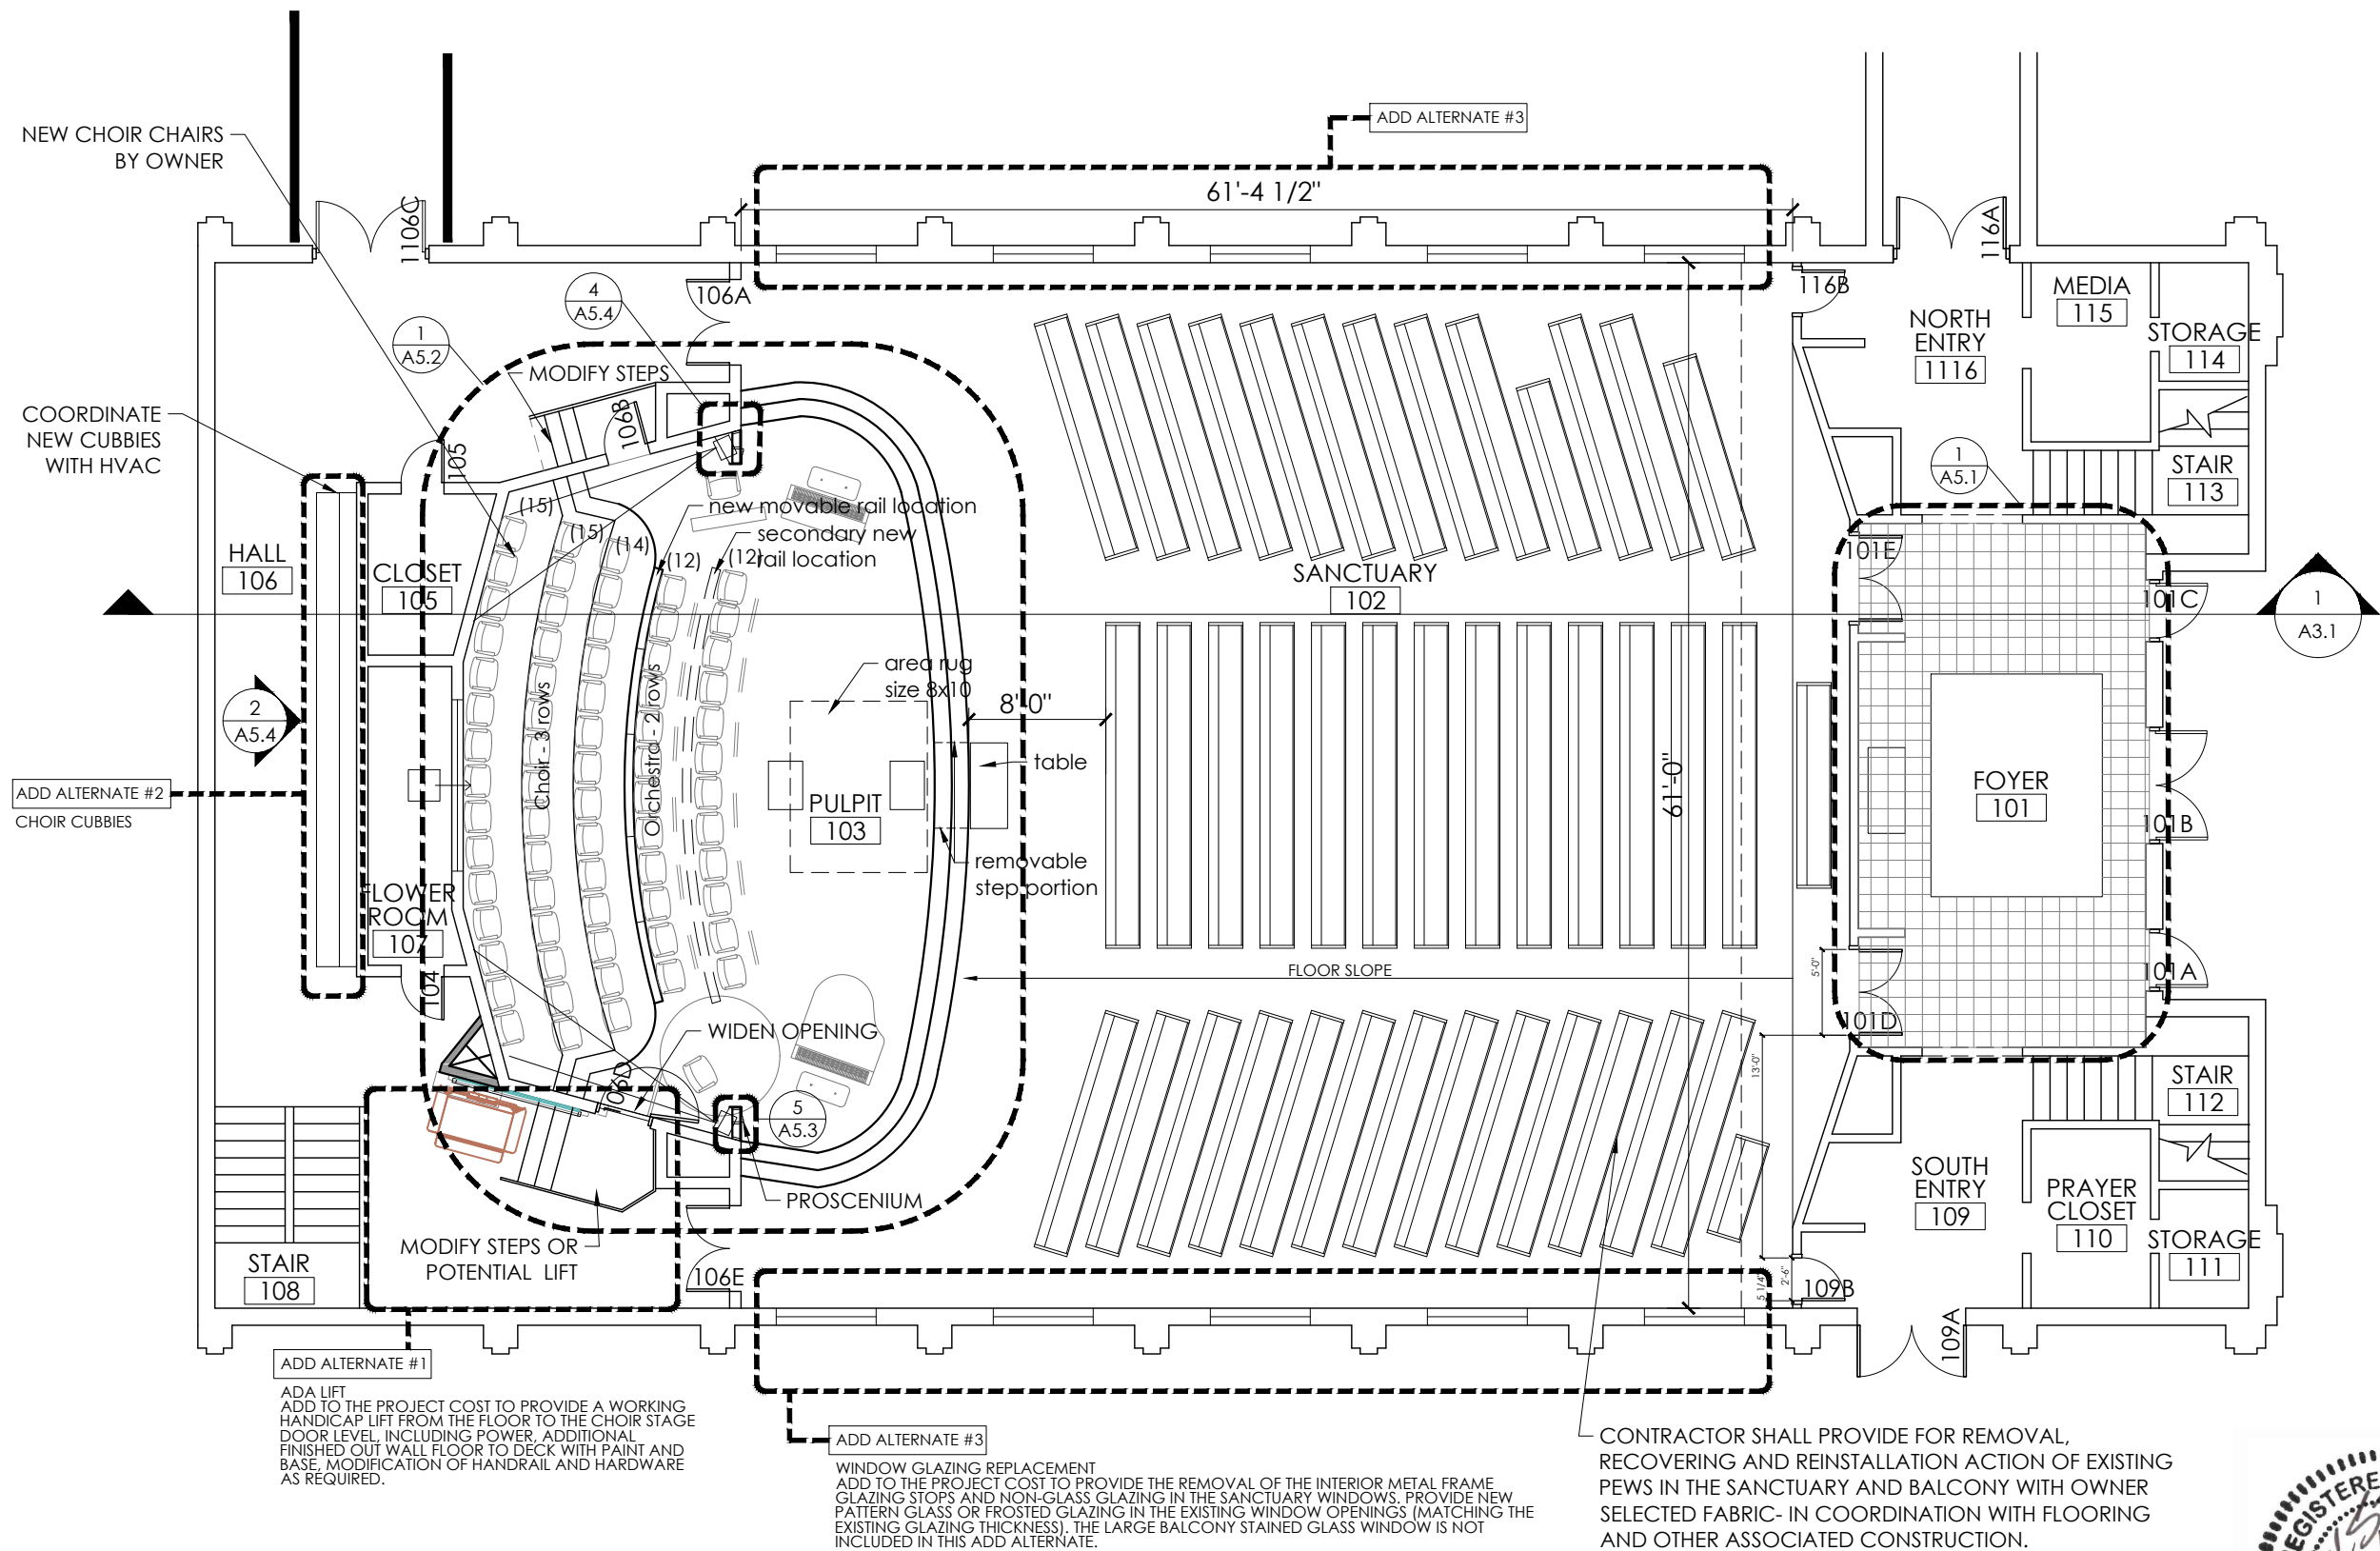 ADD ALTERNATE #3
NEW CHOIR CHAIRS
BY OWNER
61'-4 1/2"
1106C
116A
4
A5.4
106A
116B
MEDIA
115
1
A5.2
NORTH
ENTRY
1116
STORAGE
114
MODIFY STEPS
COORDINATE
NEW CUBBIES
WITH HVAC
106B
105
1
A5.1
STAIR
113
(15)
(15)
(14)
(12)
(12)
new movable rail location
secondary new
rail location
HALL
106
CLOSET
105
SANCTUARY
102
101E
101C
1
A3.1
area rug
size 8x10
8'-0"
2
A5.4
Choir - 3 rows
Orchestra - 2 rows
table
61'-0"
FOYER
101
PULPIT
103
ADD ALTERNATE #2
CHOIR CUBBIES
101B
removable
step portion
FLOWER
ROOM
107
104
FLOOR SLOPE
5'-0"
101A
101D
WIDEN OPENING
13'-0"
106D
5
A5.3
STAIR
112
PROSCENIUM
SOUTH
ENTRY
109
PRAYER
CLOSET
110
STORAGE
111
MODIFY STEPS OR
POTENTIAL LIFT
STAIR
108
106E
5 1/4"
2'-6"
109B
109A
ADD ALTERNATE #1
ADA LIFT
ADD TO THE PROJECT COST TO PROVIDE A WORKING
HANDICAP LIFT FROM THE FLOOR TO THE CHOIR STAGE
DOOR LEVEL, INCLUDING POWER, ADDITIONAL
FINISHED OUT WALL FLOOR TO DECK WITH PAINT AND
BASE, MODIFICATION OF HANDRAIL AND HARDWARE
AS REQUIRED.
ADD ALTERNATE #3
WINDOW GLAZING REPLACEMENT
ADD TO THE PROJECT COST TO PROVIDE THE REMOVAL OF THE INTERIOR METAL FRAME
GLAZING STOPS AND NON-GLASS GLAZING IN THE SANCTUARY WINDOWS. PROVIDE NEW
PATTERN GLASS OR FROSTED GLAZING IN THE EXISTING WINDOW OPENINGS (MATCHING THE
EXISTING GLAZING THICKNESS). THE LARGE BALCONY STAINED GLASS WINDOW IS NOT
INCLUDED IN THIS ADD ALTERNATE.
CONTRACTOR SHALL PROVIDE FOR REMOVAL,
RECOVERING AND REINSTALLATION ACTION OF EXISTING
PEWS IN THE SANCTUARY AND BALCONY WITH OWNER
SELECTED FABRIC- IN COORDINATION WITH FLOORING
AND OTHER ASSOCIATED CONSTRUCTION.